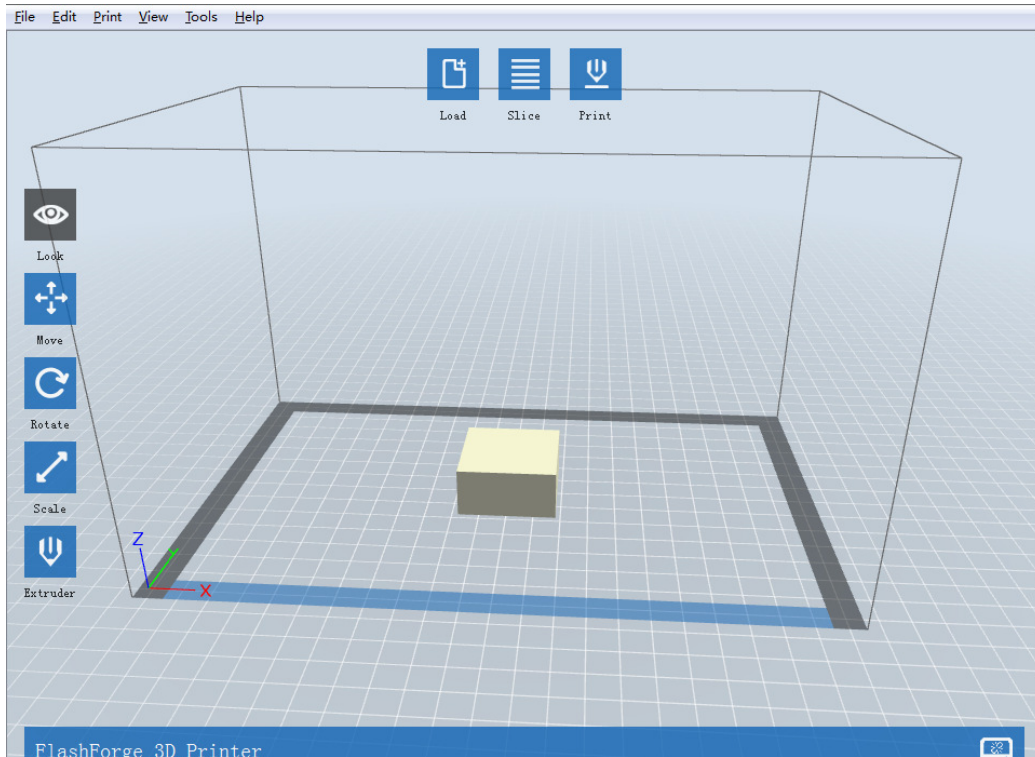 File Edit Print View Tools Help
Load Slice Print
Look
Move
Rotate
Scale
Extruder
Z
Y
X
FlashForge 3D Printer